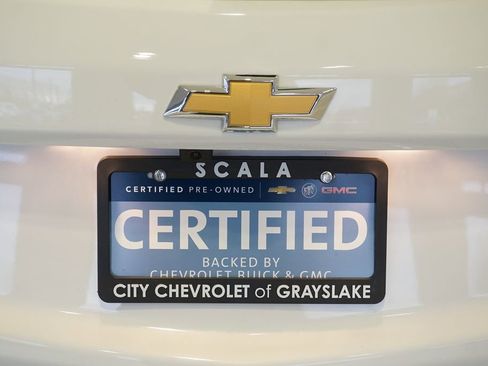 SCALA
CERTIFIED PRE-OWNED GMC
CERTIFIED
BACKED BY
CHEVROLET BUICK & GMC
CITY CHEVROLET of GRAYSLAKE